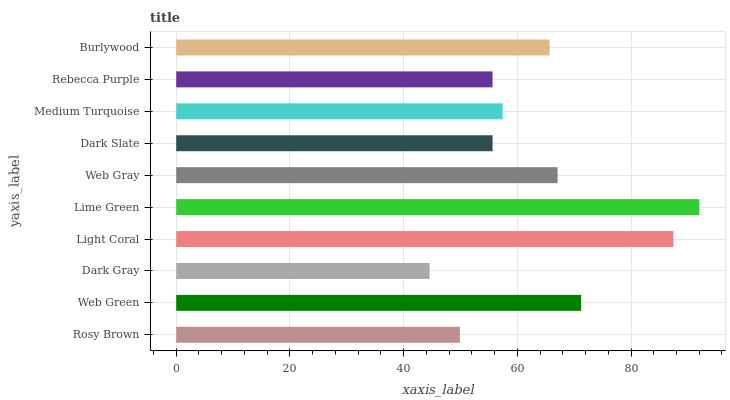 title
Burlywood
Rebecca Purple
Medium Turquoise
Dark Slate
Web Gray
Lime Green
Light Coral
Dark Gray
Web Green
Rosy Brown
0 20 40 60 80
xaxis_label
yaxis_label